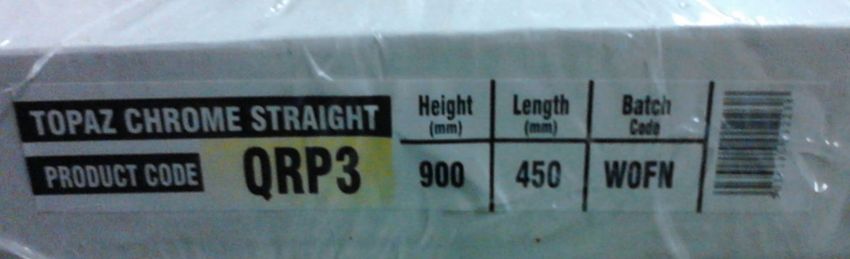 TOPAZ CHROME STRAIGHT
PRODUCT CODE QRP3
Height Length Batch
(mm) (mm) Code
900 450 WOFN